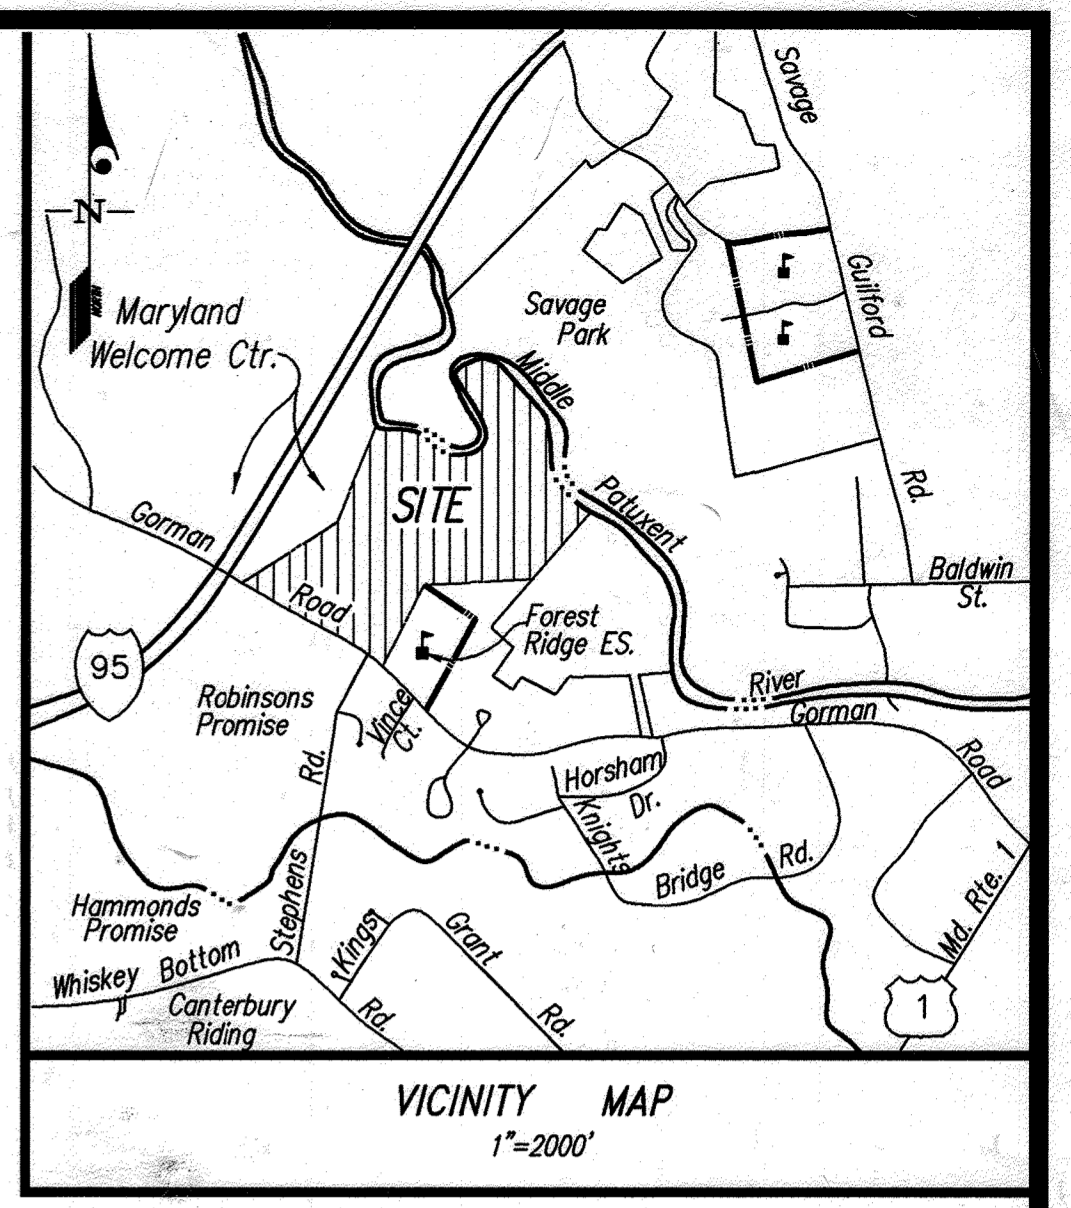 Savage
N
NORTH
Maryland
Welcome Ctr.
Savage
Park
Guilford
Middle
SITE
Patuxent
Rd.
Gorman
Road
Baldwin
St.
Forest
Ridge ES.
95
Robinsons
Promise
Vince
Ct.
River
Gorman
Road
Rd.
Horsham
Dr.
Knights
Bridge Rd.
Md. Rte. 1
Stephens
Hammonds
Promise
Whiskey Bottom
Kings
Grant
Rd.
Rd.
Canterbury
Riding
1
VICINITY MAP
1"=2000'